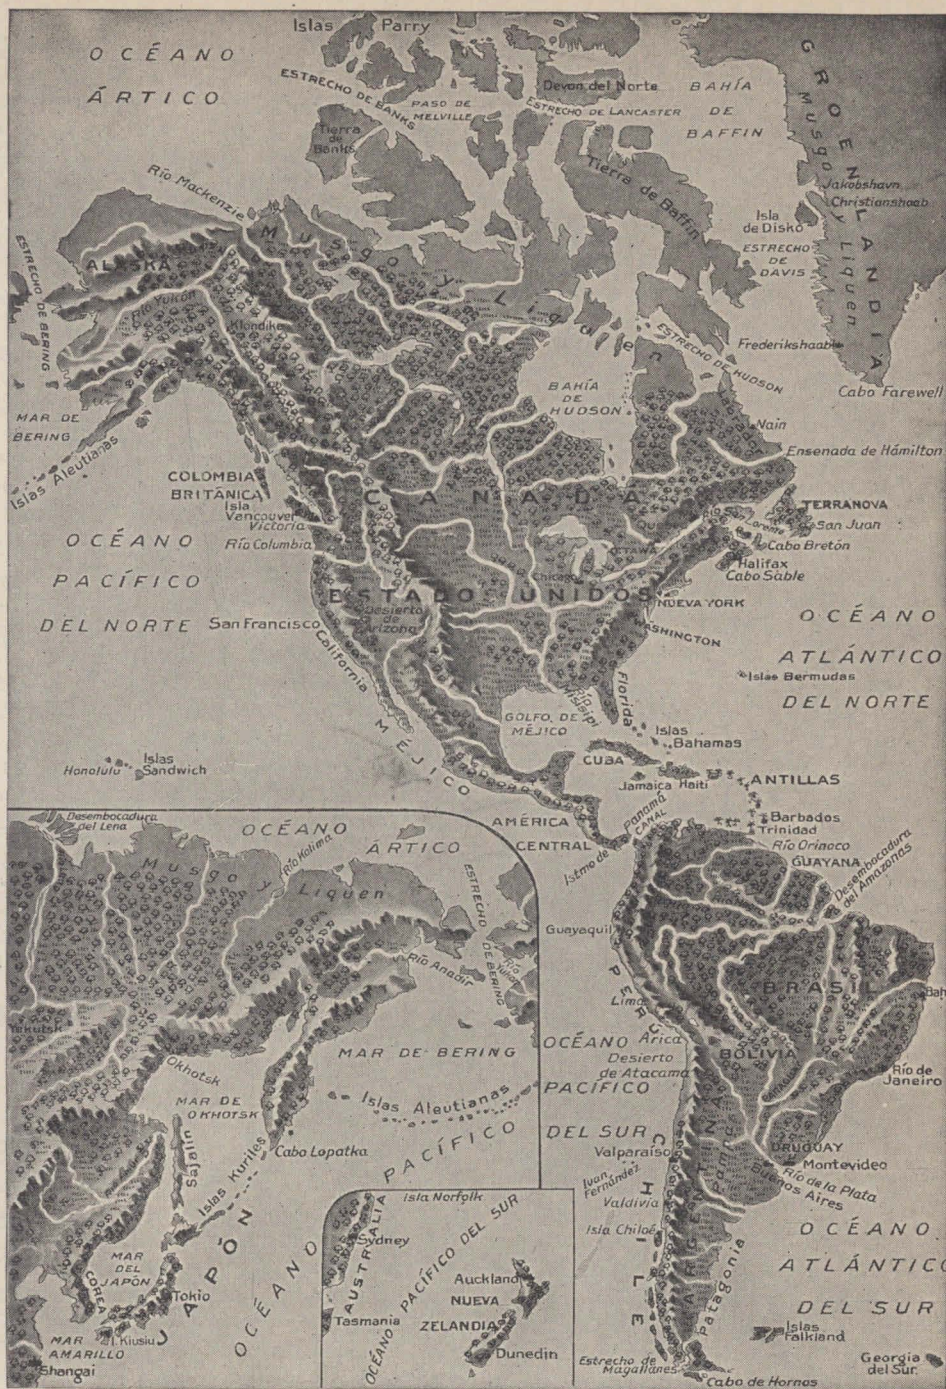 Islas Parry
OCÉANO
ÁRTICO
ESTRECHO DE BANKS
PASO DE
MELVILLE
Devon del Norte
ESTRECHO DE LANCASTER
BAHÍA
DE
BAFFIN
GROENLANDIA
Musgo y Liquen
Tierra
de
Banks
Tierra de Baffin
Jakobshavn
Christianshaab
Isla
de Disko
ESTRECHO
DE
DAVIS
Río Mackenzie
Musgo y Liquen
ESTRECHO DE BERING
ALASKA
Río Yukón
Klondike
Frederikshaab
ESTRECHO DE HUDSON
Cabo Farewell
BAHÍA
DE
HUDSON
MAR DE
BERING
Islas Aleutianas
Nain
Ensenada de Hámilton
COLOMBIA
BRITÁNICA
Isla
Vancouver
Victoria
Río Columbia
CANADA
TERRANOVA
San Juan
San Lorenzo
Cabo Bretón
Halifax
Cabo Sable
OTTAWA
Chicago
OCÉANO
PACÍFICO
DEL NORTE
ESTADOS UNIDOS
Desierto
de
Arizona
NUEVA YORK
WASHINGTON
San Francisco
California
OCÉANO
ATLÁNTICO
DEL NORTE
Islas Bermudas
Río Misisipí
Florida
GOLFO DE
MÉJICO
MÉJICO
Islas
Bahamas
CUBA
Jamaica
Haití
ANTILLAS
Honolulu
Islas
Sandwich
Barbados
Trinidad
AMÉRICA
CENTRAL
Istmo de Panamá
CANAL
Río Orinoco
GUAYANA
Desembocadura
del Amazonas
Guayaquil
PERÚ
Lima
BRASIL
Bah
Arica
BOLIVIA
Desierto
de Atacama
Río de
Janeiro
OCÉANO
PACÍFICO
DEL SUR
Valparaíso
Juan
Fernández
Valdivia
Isla Chiloé
CHILE
ARGENTINA
Pampa
URUGUAY
Montevideo
Río de la Plata
Buenos Aires
Patagonia
OCÉANO
ATLÁNTICO
DEL SUR
Islas
Falkland
Georgia
del Sur
Estrecho de
Magallanes
Cabo de Hornos
Desembocadura
del Lena
OCÉANO
ÁRTICO
Musgo y Liquen
Río Kolima
ESTRECHO DE BERING
Río Anadir
Yakutsk
Okhotsk
MAR DE BERING
MAR DE
OKHOTSK
Islas Aleutianas
Sajalin
Islas Kuriles
Cabo Lopatka
OCÉANO PACÍFICO
MAR
DEL
JAPÓN
COREA
JAPÓN
Tokio
I. Kiusiu
MAR
AMARILLO
Shangai
Isla Norfolk
Sydney
AUSTRALIA
OCÉANO PACÍFICO DEL SUR
Auckland
NUEVA
ZELANDIA
Tasmania
Dunedin